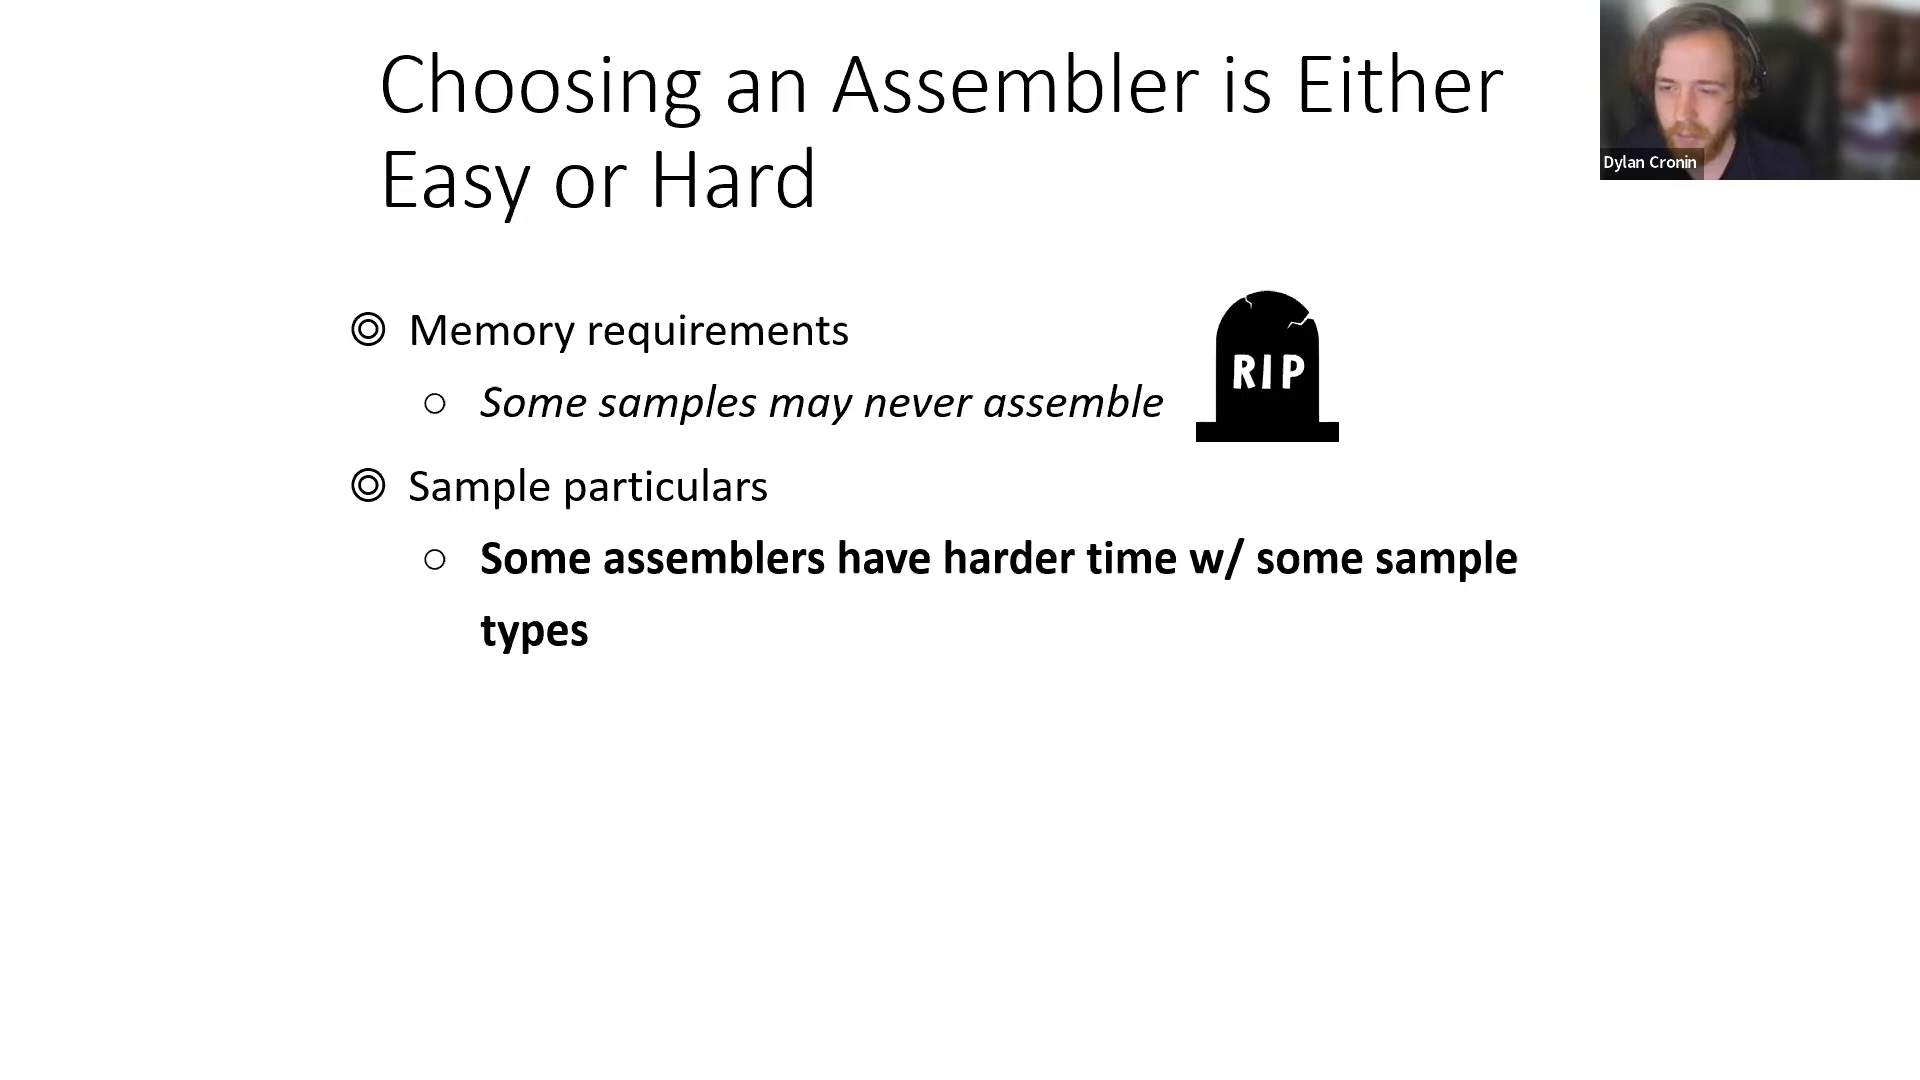 Choosing an Assembler is Either
Easy or Hard
Dylan Cronin
Memory requirements
Some samples may never assemble
RIP
Sample particulars
Some assemblers have harder time w/ some sample
types